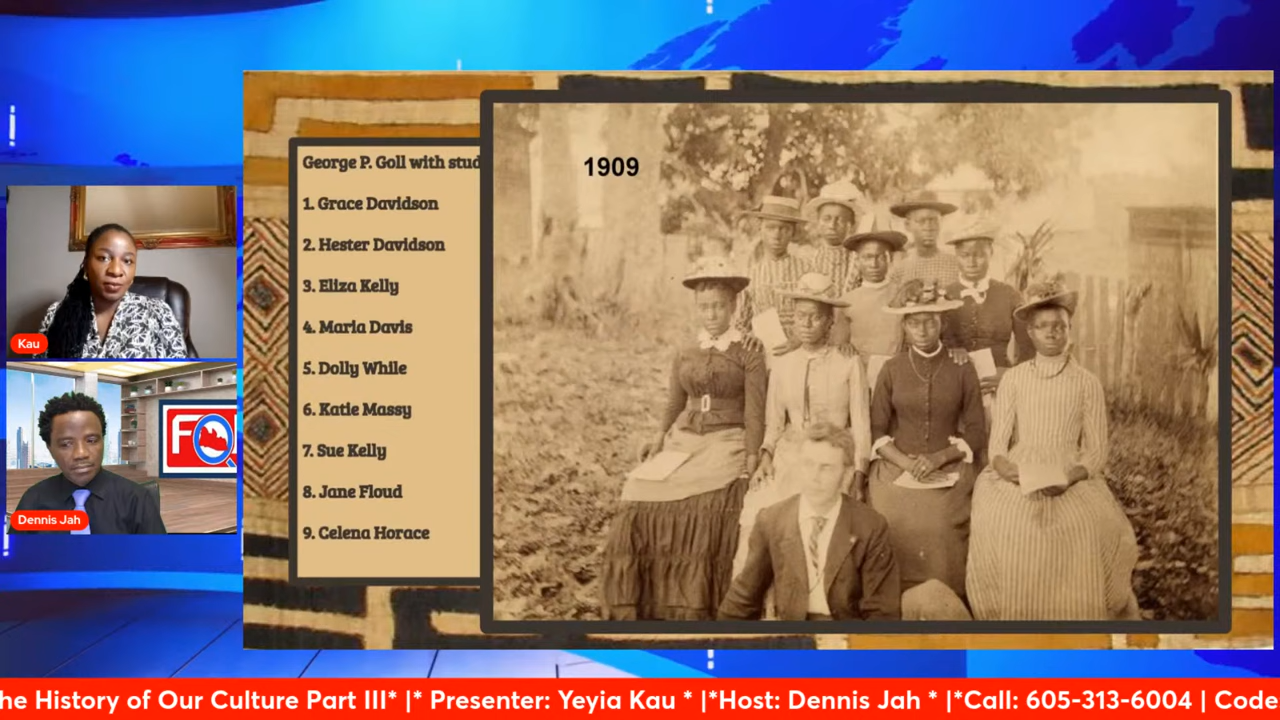 George P. Goll with stud
1. Grace Davidson
2. Hester Davidson
3. Eliza Kelly
4. Maria Davis
5. Dolly While
6. Katie Massy
7. Sue Kelly
8. Jane Floud
9. Celena Horace
1909
Kau
FQ
Dennis Jah
he History of Our Culture Part III* |* Presenter: Yeyia Kau * |*Host: Dennis Jah * |*Call: 605-313-6004 | Code